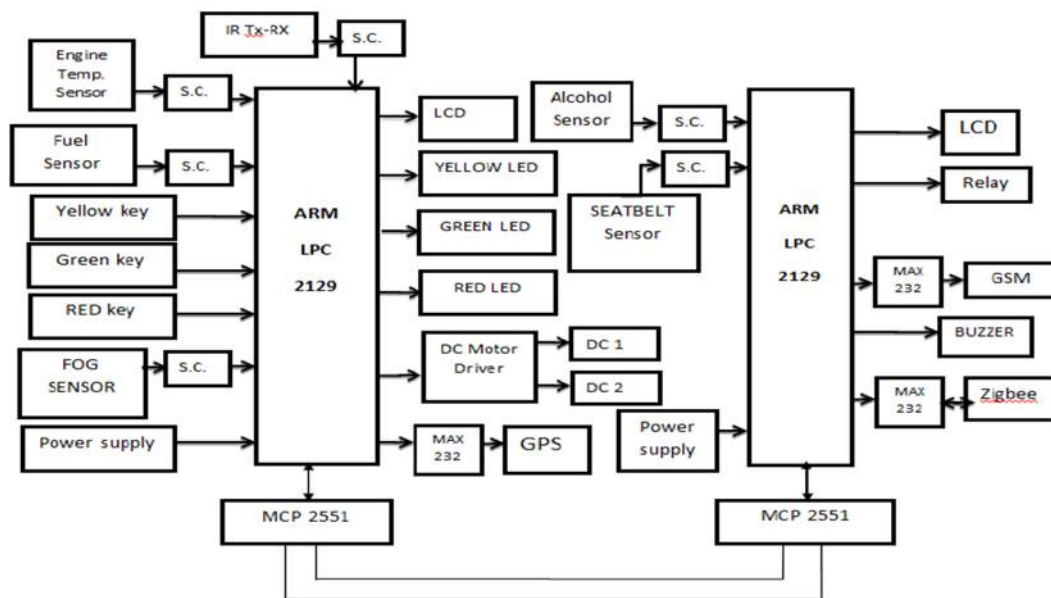 IR Tx-RX
S.C.
Engine
Temp.
Sensor
S.C.
Fuel
Sensor
S.C.
Yellow key
Green key
RED key
FOG
SENSOR
S.C.
Power supply
ARM
LPC
2129
LCD
YELLOW LED
GREEN LED
RED LED
DC Motor
Driver
DC 1
DC 2
MAX
232
GPS
MCP 2551
Alcohol
Sensor
S.C.
S.C.
SEATBELT
Sensor
Power
supply
ARM
LPC
2129
LCD
Relay
MAX
232
GSM
BUZZER
MAX
232
Zigbee
MCP 2551